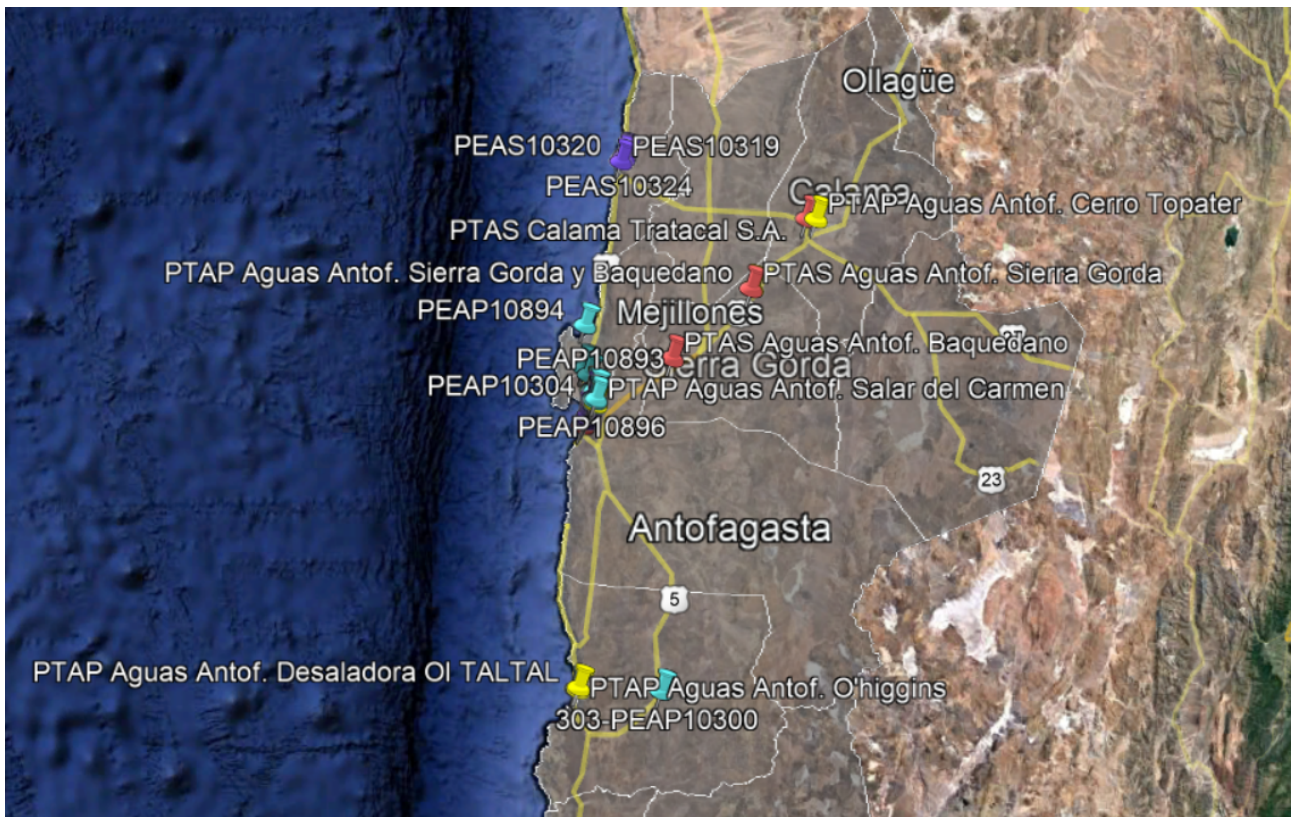 Ollagüe
PEAS10320
PEAS10319
PEAS10324
Calama
PTAP Aguas Antof. Cerro Topater
PTAS Calama Tratacal S.A.
PTAP Aguas Antof. Sierra Gorda y Baquedano
PTAS Aguas Antof. Sierra Gorda
PEAP10894
Mejillones
PTAS Aguas Antof. Baquedano
PEAP10893
Sierra Gorda
PEAP10304
PTAP Aguas Antof. Salar del Carmen
PEAP10896
23
Antofagasta
5
PTAP Aguas Antof. Desaladora OI TALTAL
PTAP Aguas Antof. O'higgins
303-PEAP10300